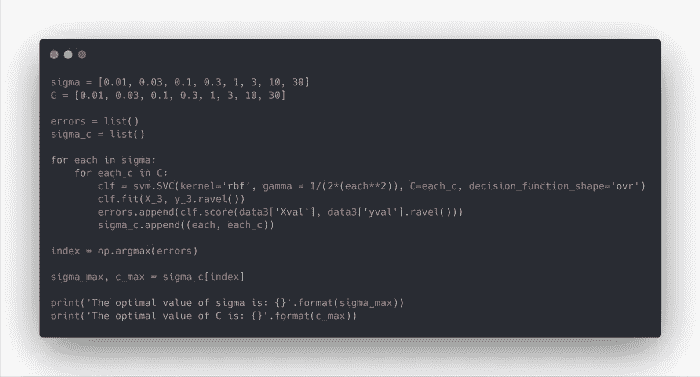 sigma = [0.01, 0.03, 0.1, 0.3, 1, 3, 10, 30]
C = [0.01, 0.03, 0.1, 0.3, 1, 3, 10, 30]
errors = list()
sigma_c = list()
for each in sigma:
for each_c in C:
clf = svm.SVC(kernel='rbf', gamma = 1/(2*(each**2)), C=each_c, decision_function_shape='ovr')
clf.fit(X_3, y_3.ravel())
errors.append(clf.score(data3['Xval'], data3['yval'].ravel()))
sigma_c.append((each, each_c))
index = np.argmax(errors)
sigma_max, c_max = sigma_c[index]
print('The optimal value of sigma is: {}'.format(sigma_max))
print('The optimal value of C is: {}'.format(c_max))